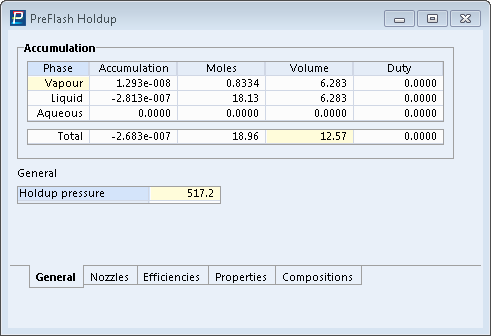 PreFlash Holdup
Accumulation
Phase Accumulation Moles Volume Duty
Vapour 1.293e-008 0.8334 6.283 0.0000
Liquid -2.813e-007 18.13 6.283 0.0000
Aqueous 0.0000 0.0000 0.0000 0.0000
Total -2.683e-007 18.96 12.57 0.0000
General
Holdup pressure 517.2
General Nozzles Efficiencies Properties Compositions